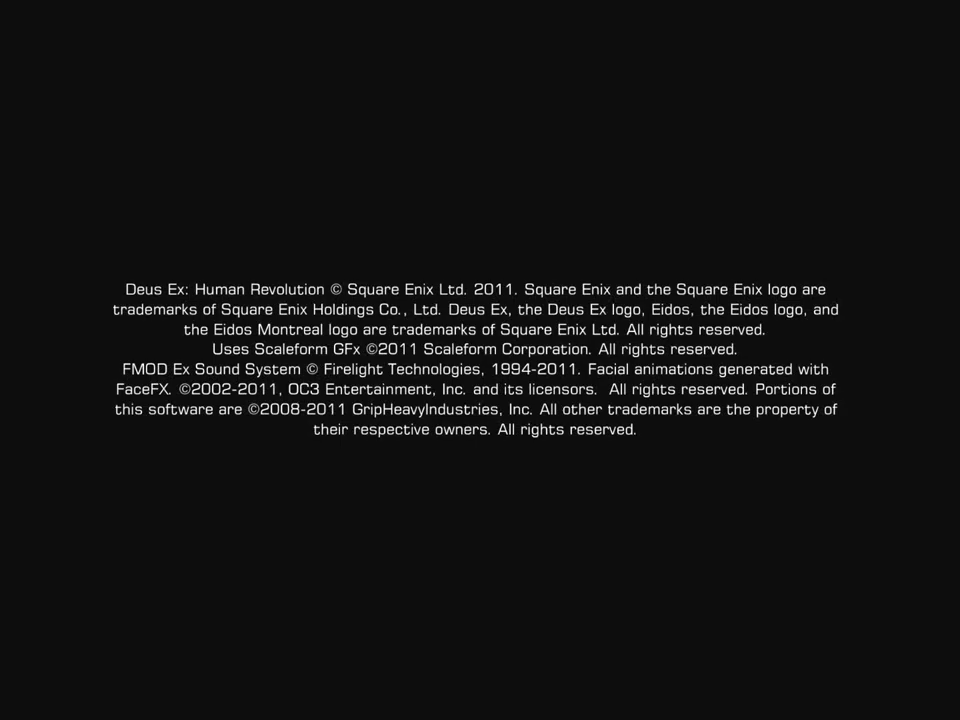 Deus Ex: Human Revolution © Square Enix Ltd. 2011. Square Enix and the Square Enix logo are
trademarks of Square Enix Holdings Co., Ltd. Deus Ex, the Deus Ex logo, Eidos, the Eidos logo, and
the Eidos Montreal logo are trademarks of Square Enix Ltd. All rights reserved.
Uses Scaleform GFx ©2011 Scaleform Corporation. All rights reserved.
FMOD Ex Sound System © Firelight Technologies, 1994-2011. Facial animations generated with
FaceFX. ©2002-2011, OC3 Entertainment, Inc. and its licensors. All rights reserved. Portions of
this software are ©2008-2011 GripHeavyIndustries, Inc. All other trademarks are the property of
their respective owners. All rights reserved.